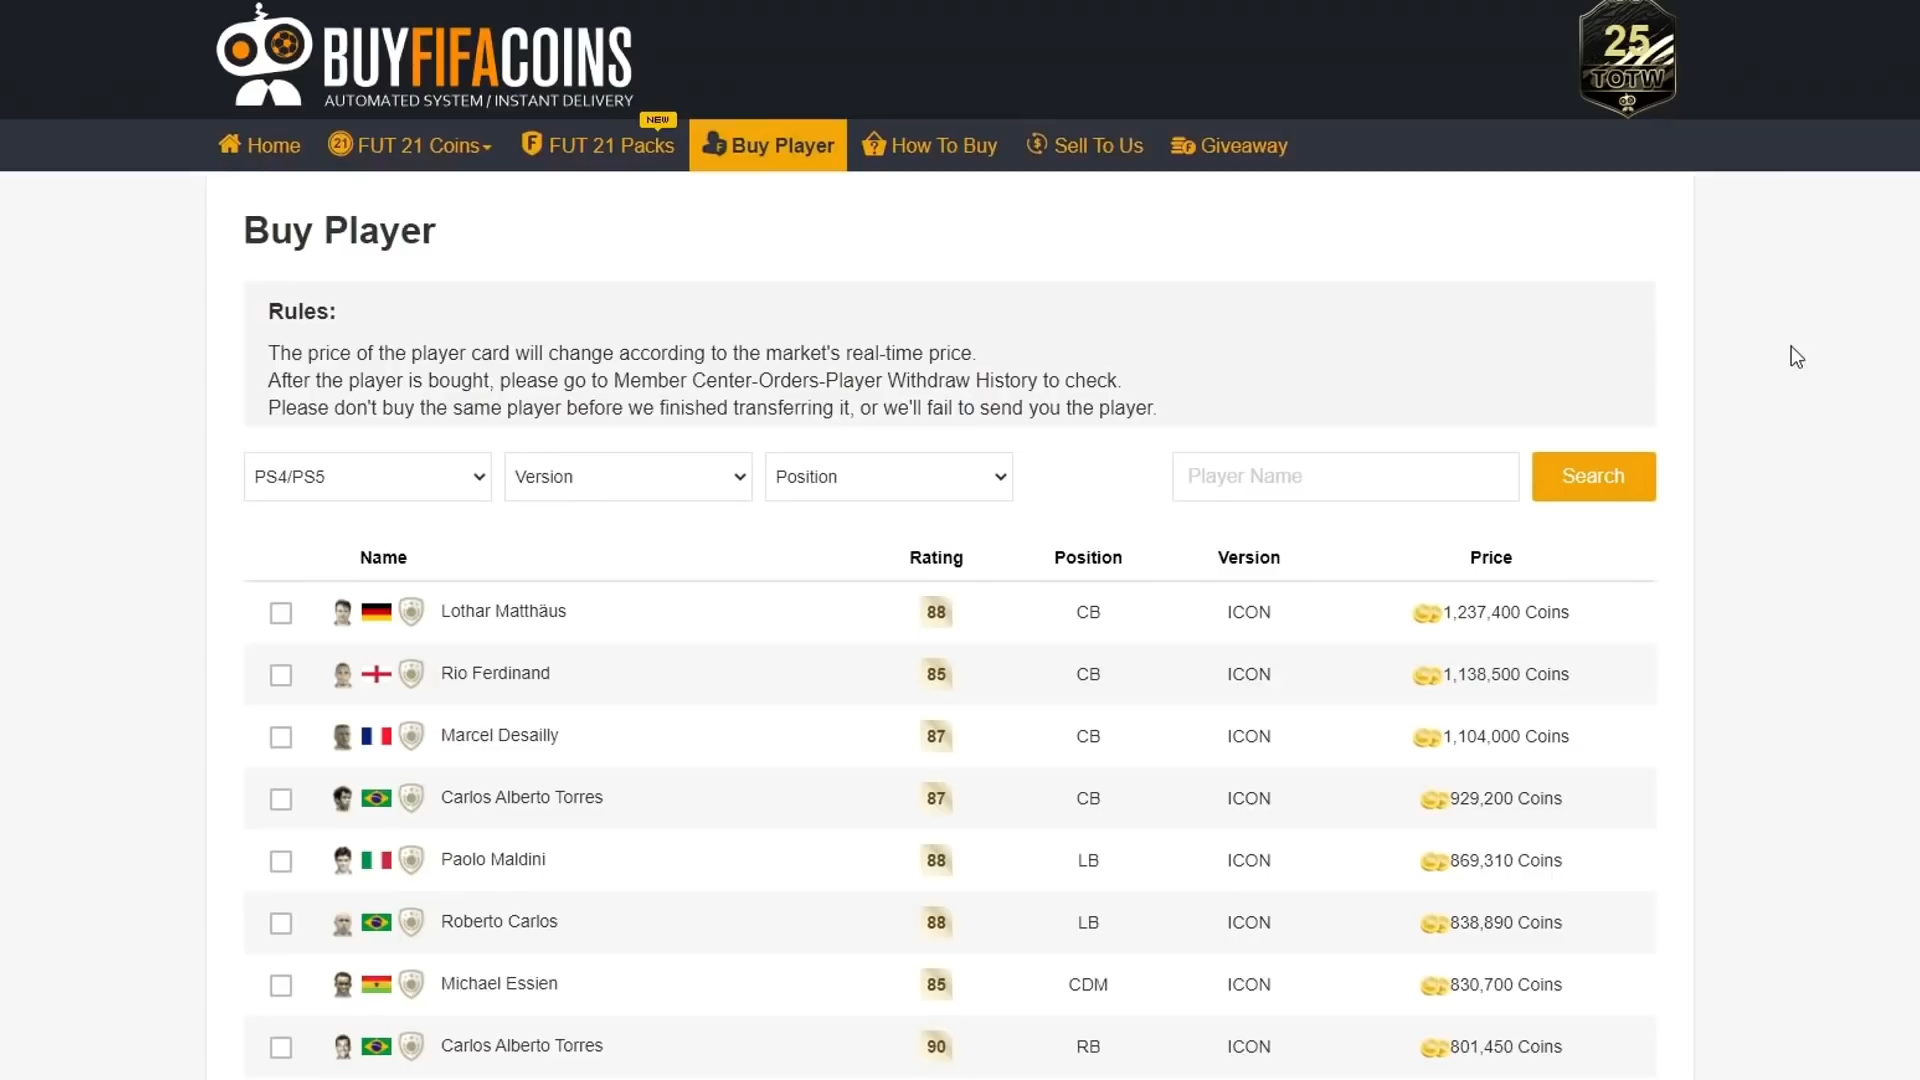 BUYFIFACOINS
AUTOMATED SYSTEM / INSTANT DELIVERY
25
TOTW
NEW
Home
21 FUT 21 Coins
F FUT 21 Packs
Buy Player
? How To Buy
$ Sell To Us
Giveaway
Buy Player
Rules:
The price of the player card will change according to the market's real-time price.
After the player is bought, please go to Member Center-Orders-Player Withdraw History to check.
Please don't buy the same player before we finished transferring it, or we'll fail to send you the player.
PS4/PS5 Version Position Player Name Search
Name Rating Position Version Price
Lothar Matthäus 88 CB ICON 1,237,400 Coins
Rio Ferdinand 85 CB ICON 1,138,500 Coins
Marcel Desailly 87 CB ICON 1,104,000 Coins
Carlos Alberto Torres 87 CB ICON 929,200 Coins
Paolo Maldini 88 LB ICON 869,310 Coins
Roberto Carlos 88 LB ICON 838,890 Coins
Michael Essien 85 CDM ICON 830,700 Coins
Carlos Alberto Torres 90 RB ICON 801,450 Coins